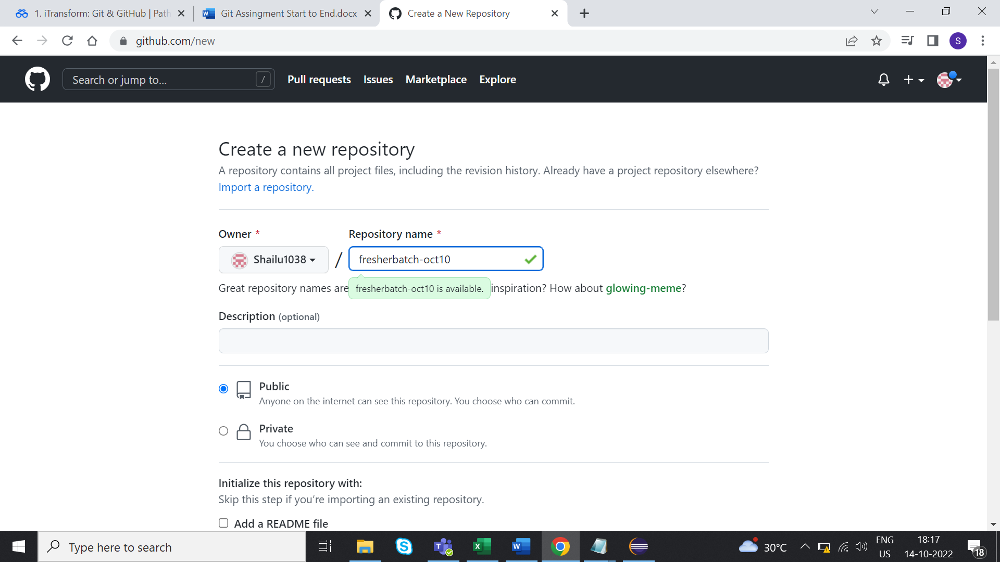 1. iTransform: Git & GitHub | Path
Git Assingment Start to End.docx
Create a New Repository
github.com/new
S
Search or jump to...
/
Pull requests
Issues
Marketplace
Explore
Create a new repository
A repository contains all project files, including the revision history. Already have a project repository elsewhere?
Import a repository.
Owner *
Repository name *
Shailu1038
/
fresherbatch-oct10
Great repository names are
fresherbatch-oct10 is available.
inspiration? How about glowing-meme?
Description (optional)
Public
Anyone on the internet can see this repository. You choose who can commit.
Private
You choose who can see and commit to this repository.
Initialize this repository with:
Skip this step if you’re importing an existing repository.
Add a README file
Type here to search
30°C
ENG
US
18:17
14-10-2022
18